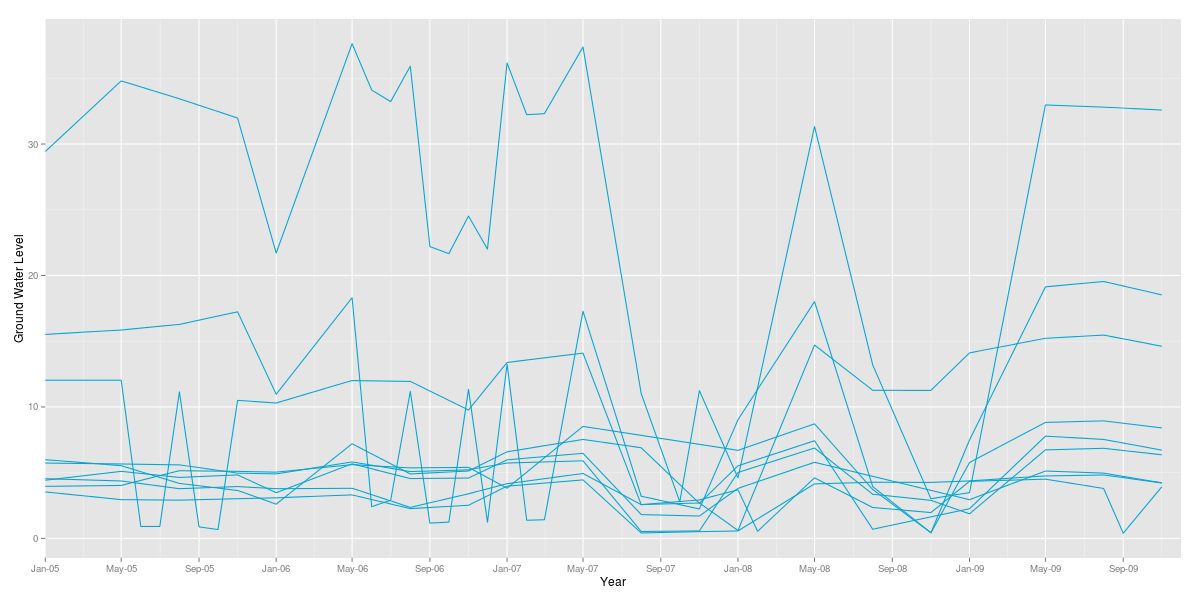 30
20
10
0
Ground Water Level
Jan-05 May-05 Sep-05 Jan-06 May-06 Sep-06 Jan-07 May-07 Sep-07 Jan-08 May-08 Sep-08 Jan-09 May-09 Sep-09
Year